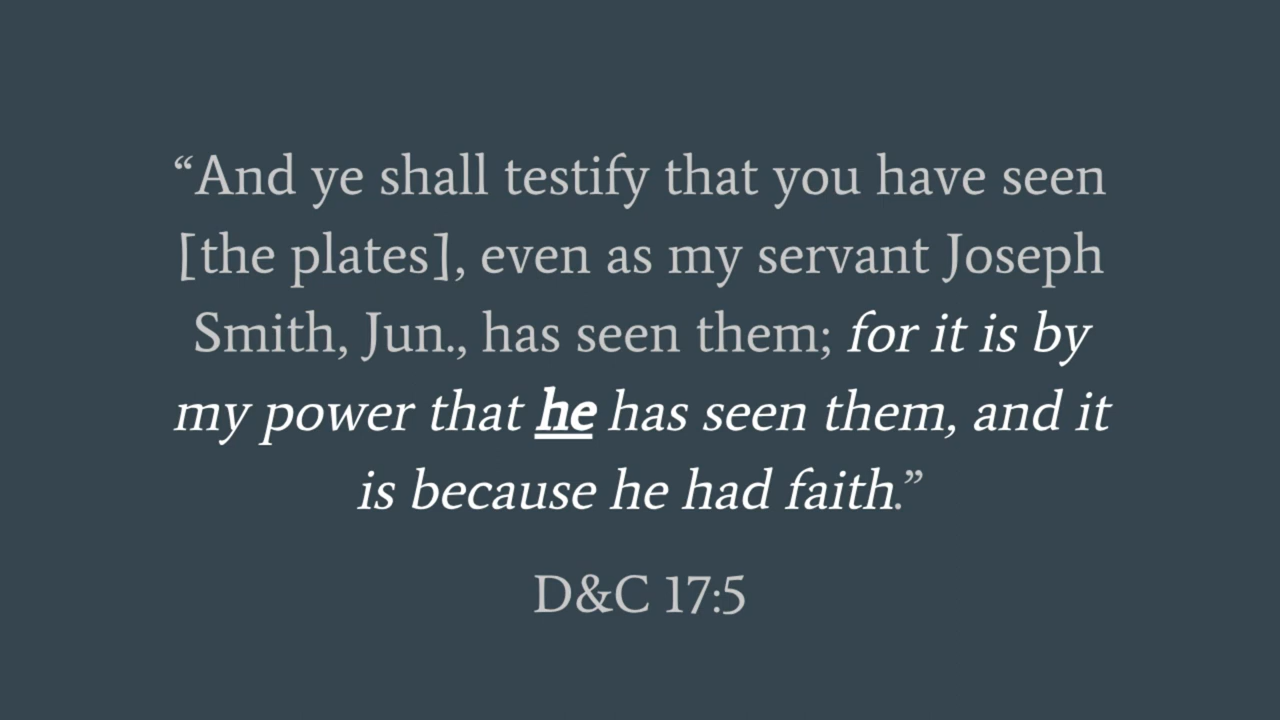 “And ye shall testify that you have seen
[the plates], even as my servant Joseph
Smith, Jun., has seen them; for it is by
my power that he has seen them, and it
is because he had faith.”
D&C 17:5